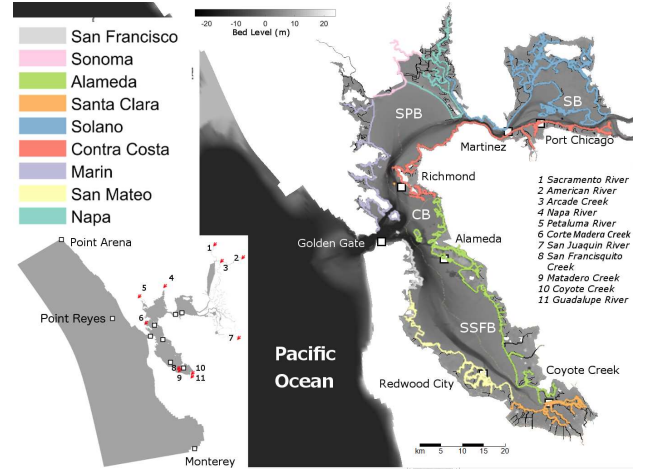 -20
-10
0
10
Bed Level (m)
San Francisco
Sonoma
Alameda
Santa Clara
Solano
Contra Costa
Marin
San Mateo
Napa
SPB
SB
Martinez
Port Chicago
Richmond
CB
Golden Gate
Alameda
SSFB
Pacific
Ocean
Redwood City
Coyote Creek
km 5 10 15 20
1 Sacramento River
2 American River
3 Arcade Creek
4 Napa River
5 Petaluma River
6 Corte Madera Creek
7 San Juaquin River
8 San Francisquito
Creek
9 Matadero Creek
10 Coyote Creek
11 Guadalupe River
Point Arena
Point Reyes
Monterey
1
2
3
4
5
6
7
8
9
10
11